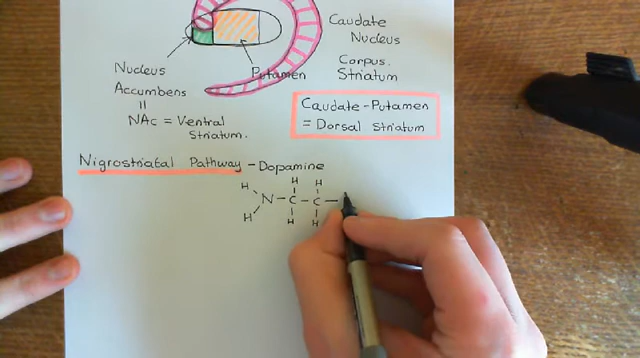 Caudate
Nucleus
Corpus
Striatum
Putamen
Nucleus
Accumbens
=
NAc = Ventral
Striatum.
Caudate-Putamen
= Dorsal Striatum
Nigrostriatal Pathway - Dopamine
H H H
N-C-C-
H H H